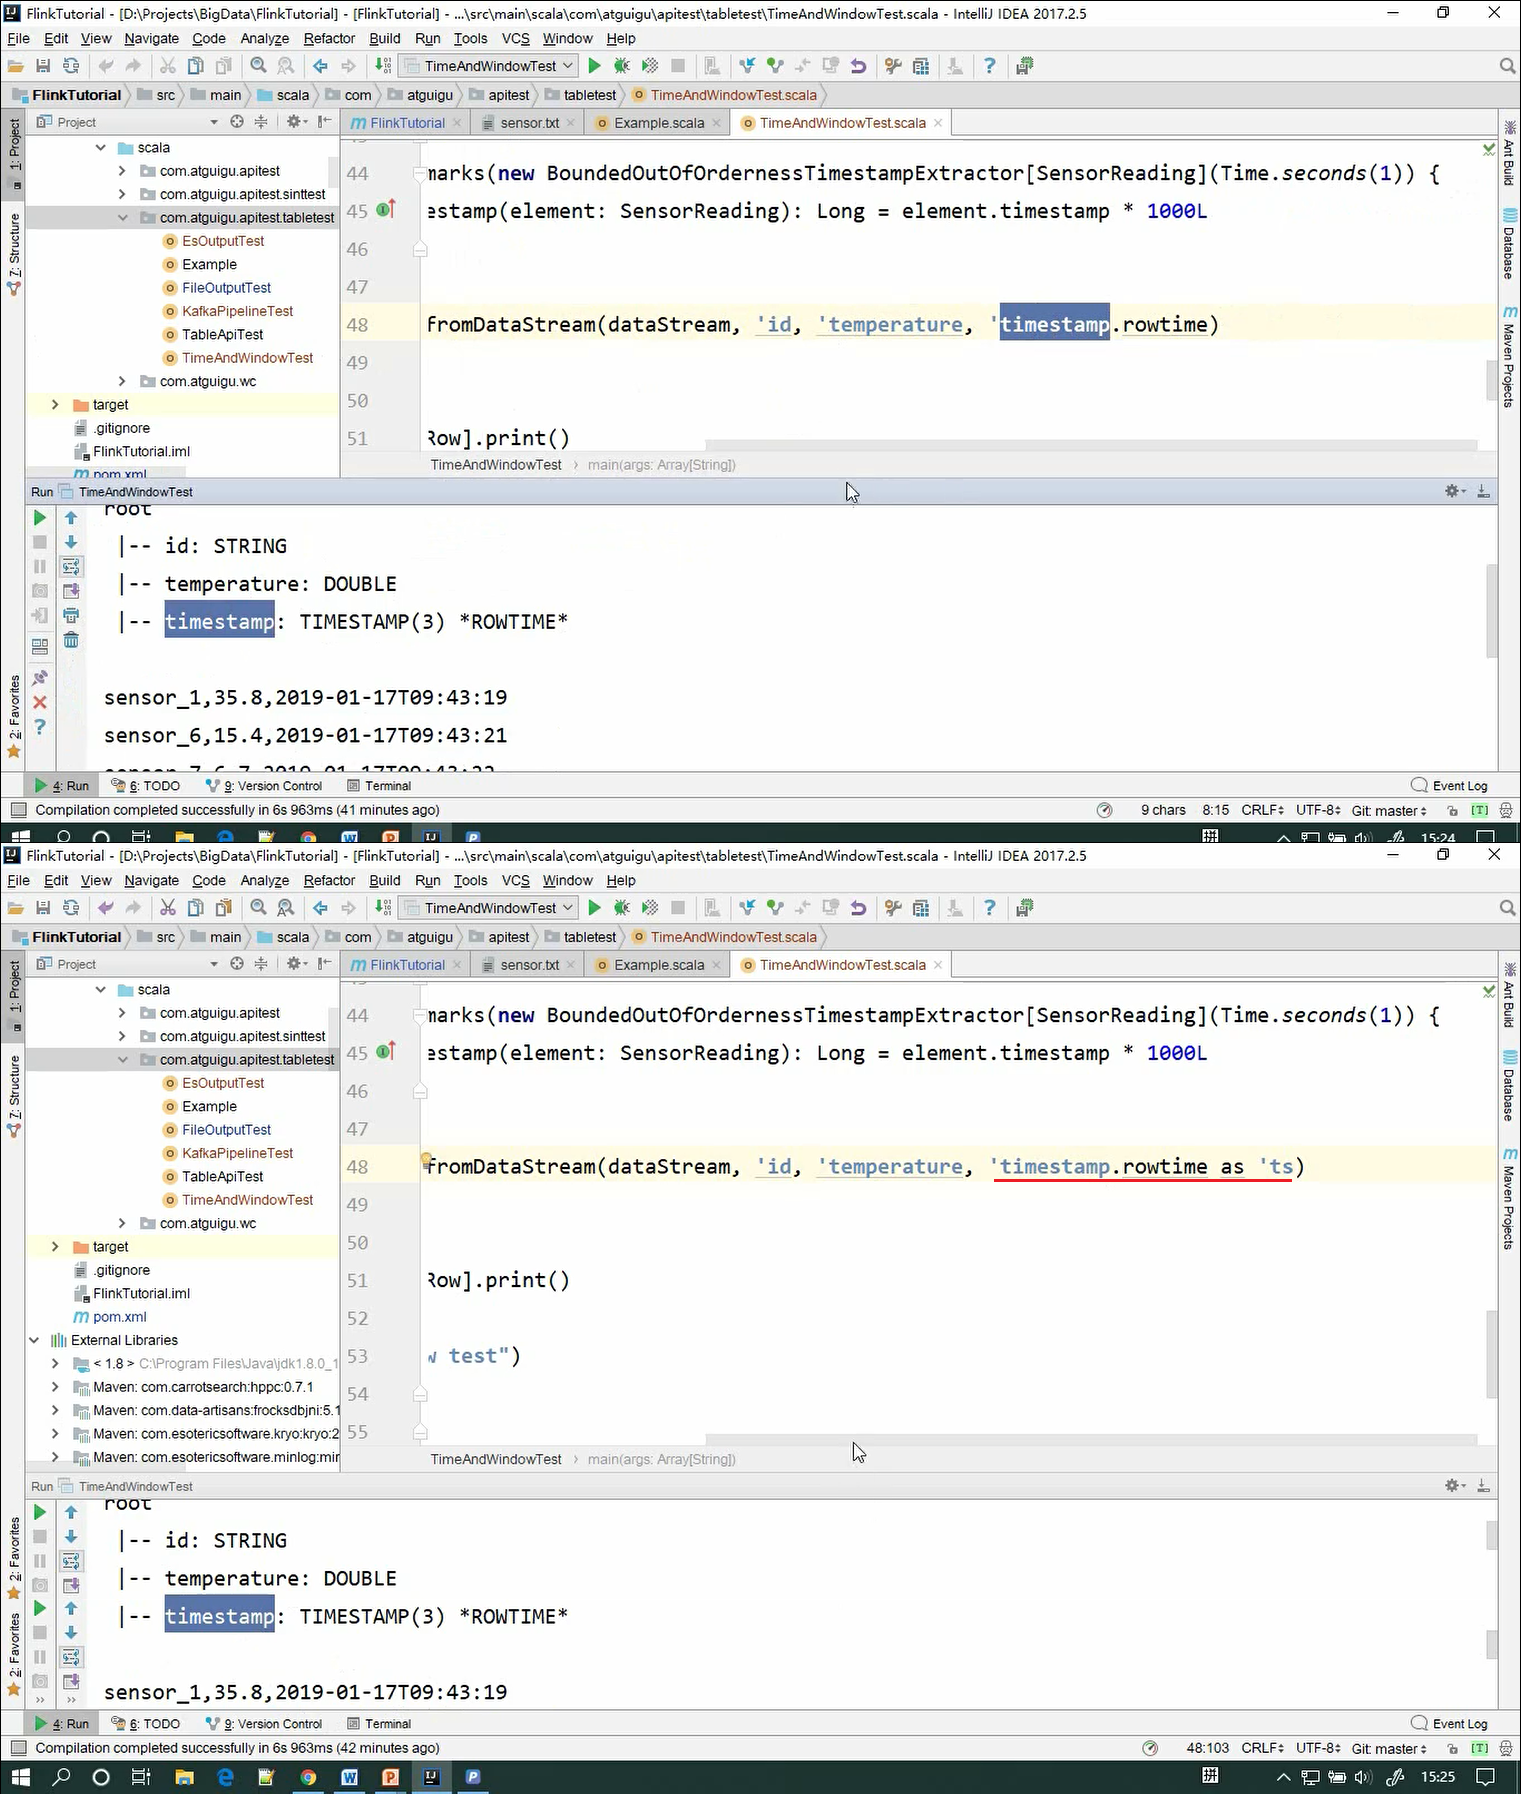 FlinkTutorial - [D:\Projects\BigData\FlinkTutorial] - [FlinkTutorial] - ...\src\main\scala\com\atguigu\apitest\tabletest\TimeAndWindowTest.scala - IntelliJ IDEA 2017.2.5
File Edit View Navigate Code Analyze Refactor Build Run Tools VCS Window Help
TimeAndWindowTest
FlinkTutorial src main scala com atguigu apitest tabletest TimeAndWindowTest.scala
Project FlinkTutorial sensor.txt Example.scala TimeAndWindowTest.scala
1: Project
7: Structure
2: Favorites
Ant Build
Database
Maven Projects
scala
com.atguigu.apitest
com.atguigu.apitest.sinttest
com.atguigu.apitest.tabletest
EsOutputTest
Example
FileOutputTest
KafkaPipelineTest
TableApiTest
TimeAndWindowTest
com.atguigu.wc
target
.gitignore
FlinkTutorial.iml
pom.xml
44 marks(new BoundedOutOfOrdernessTimestampExtractor[SensorReading](Time.seconds(1)) {
45 estamp(element: SensorReading): Long = element.timestamp * 1000L
46
47
48 fromDataStream(dataStream, 'id, 'temperature, 'timestamp.rowtime)
49
50
51 Row].print()
TimeAndWindowTest › main(args: Array[String])
Run TimeAndWindowTest
root
|-- id: STRING
|-- temperature: DOUBLE
|-- timestamp: TIMESTAMP(3) *ROWTIME*
sensor_1,35.8,2019-01-17T09:43:19
sensor_6,15.4,2019-01-17T09:43:21
sensor_7,6.7,2019-01-17T09:43:22
4: Run 6: TODO 9: Version Control Terminal Event Log
Compilation completed successfully in 6s 963ms (41 minutes ago) 9 chars 8:15 CRLF UTF-8 Git: master [T]
拼 15:24
FlinkTutorial - [D:\Projects\BigData\FlinkTutorial] - [FlinkTutorial] - ...\src\main\scala\com\atguigu\apitest\tabletest\TimeAndWindowTest.scala - IntelliJ IDEA 2017.2.5
File Edit View Navigate Code Analyze Refactor Build Run Tools VCS Window Help
TimeAndWindowTest
FlinkTutorial src main scala com atguigu apitest tabletest TimeAndWindowTest.scala
Project FlinkTutorial sensor.txt Example.scala TimeAndWindowTest.scala
1: Project
7: Structure
2: Favorites
2: Favorites
Ant Build
Database
Maven Projects
scala
com.atguigu.apitest
com.atguigu.apitest.sinttest
com.atguigu.apitest.tabletest
EsOutputTest
Example
FileOutputTest
KafkaPipelineTest
TableApiTest
TimeAndWindowTest
com.atguigu.wc
target
.gitignore
FlinkTutorial.iml
pom.xml
External Libraries
< 1.8 > C:\Program Files\Java\jdk1.8.0_1
Maven: com.carrotsearch:hppc:0.7.1
Maven: com.data-artisans:frocksdbjni:5.1
Maven: com.esotericsoftware.kryo:kryo:2
Maven: com.esotericsoftware.minlog:mir
44 marks(new BoundedOutOfOrdernessTimestampExtractor[SensorReading](Time.seconds(1)) {
45 estamp(element: SensorReading): Long = element.timestamp * 1000L
46
47
48 fromDataStream(dataStream, 'id, 'temperature, 'timestamp.rowtime as 'ts)
49
50
51 Row].print()
52
53 w test")
54
55
TimeAndWindowTest › main(args: Array[String])
Run TimeAndWindowTest
root
|-- id: STRING
|-- temperature: DOUBLE
|-- timestamp: TIMESTAMP(3) *ROWTIME*
sensor_1,35.8,2019-01-17T09:43:19
4: Run 6: TODO 9: Version Control Terminal Event Log
Compilation completed successfully in 6s 963ms (42 minutes ago) 48:103 CRLF UTF-8 Git: master [T]
拼 15:25